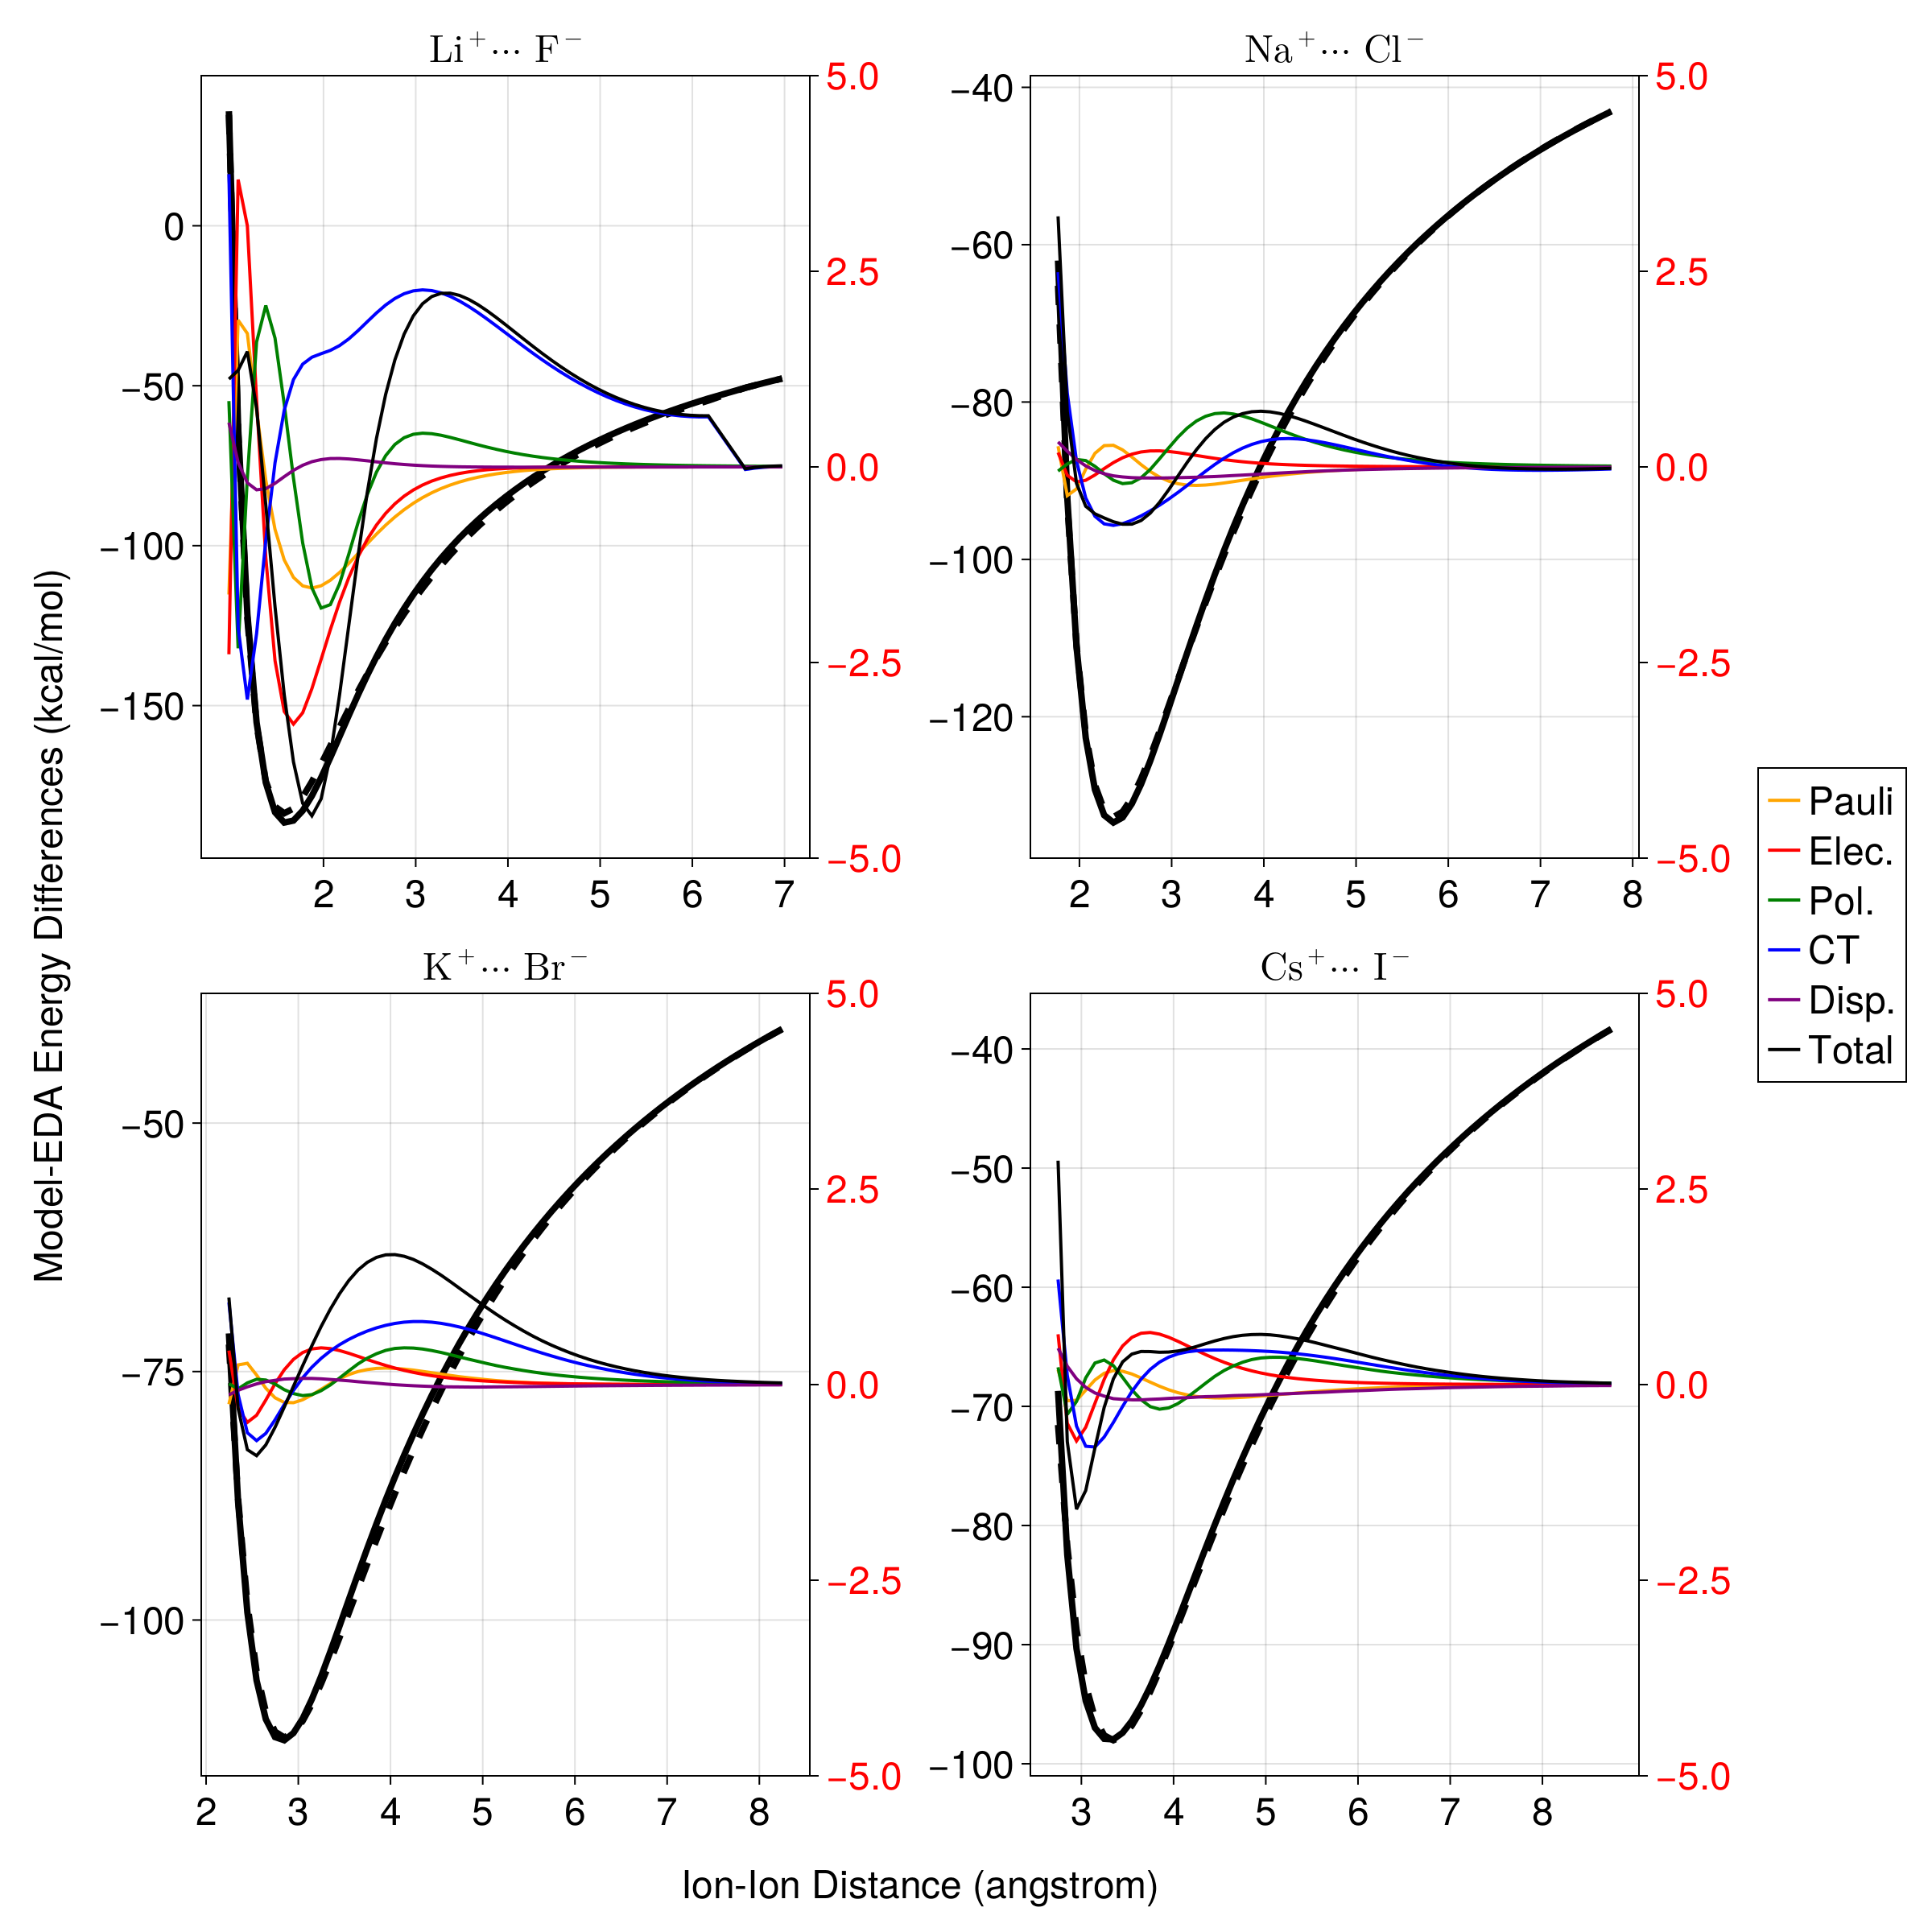 Li⁺··· F⁻
Na⁺··· Cl⁻
5.0
2.5
0.0
−2.5
−5.0
0
−50
−100
−150
2 3 4 5 6 7
−40
−60
−80
−100
−120
5.0
2.5
0.0
−2.5
−5.0
2 3 4 5 6 7 8
Model-EDA Energy Differences (kcal/mol)
K⁺··· Br⁻
Cs⁺··· I⁻
−50
−75
−100
5.0
2.5
0.0
−2.5
−5.0
2 3 4 5 6 7 8
−40
−50
−60
−70
−80
−90
−100
5.0
2.5
0.0
−2.5
−5.0
3 4 5 6 7 8
Ion-Ion Distance (angstrom)
Pauli
Elec.
Pol.
CT
Disp.
Total